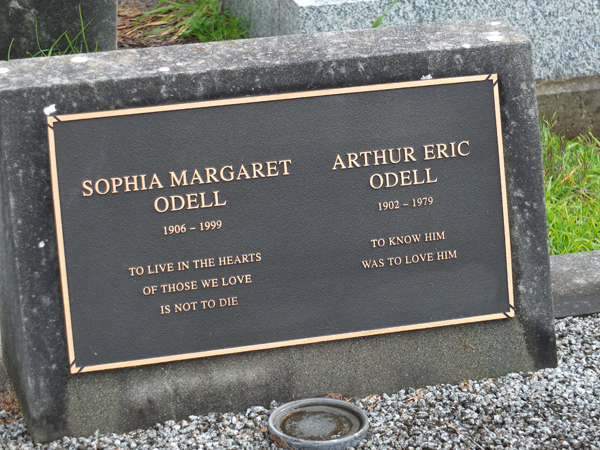 SOPHIA MARGARET
ODELL
1906 – 1999
TO LIVE IN THE HEARTS
OF THOSE WE LOVE
IS NOT TO DIE
ARTHUR ERIC
ODELL
1902 – 1979
TO KNOW HIM
WAS TO LOVE HIM